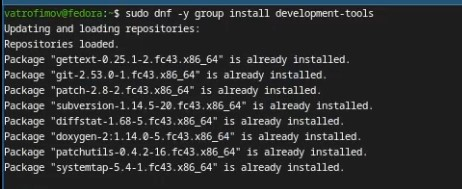 vatrofimov@fedora:~$ sudo dnf -y group install development-tools
Updating and loading repositories:
Repositories loaded.
Package "gettext-0.25.1-2.fc43.x86_64" is already installed.
Package "git-2.53.0-1.fc43.x86_64" is already installed.
Package "patch-2.8-2.fc43.x86_64" is already installed.
Package "subversion-1.14.5-20.fc43.x86_64" is already installed.
Package "diffstat-1.68-5.fc43.x86_64" is already installed.
Package "doxygen-2:1.14.0-5.fc43.x86_64" is already installed.
Package "patchutils-0.4.2-16.fc43.x86_64" is already installed.
Package "systemtap-5.4-1.fc43.x86_64" is already installed.